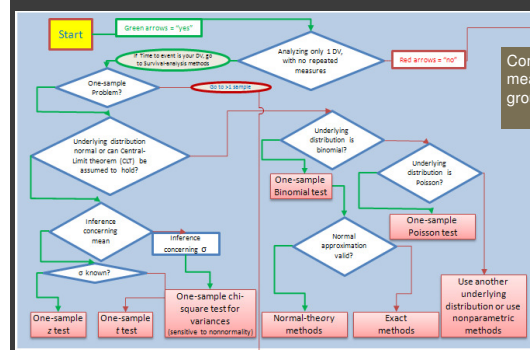 Start
Green arrows = "yes"
If Time to event is your DV, go
to Survival-analysis methods
Analyzing only 1 DV
with no repeated
measures
Red arrows = "no"
One-sample
Problem?
Go to >1 sample
Underlying distribution
normal or can Central-
Limit theorem (CLT) be
assumed to hold?
Underlying
distribution is
binomial?
Underlying
distribution is
Poisson?
One-sample
Binomial test
One-sample
Poisson test
Inference
concerning
mean
Inference
concerning σ
Normal
approximation
valid?
σ known?
One-sample
z test
One-sample
t test
One-sample chi-
square test for
variances
(sensitive to nonnormality)
Normal-theory
methods
Exact
methods
Use another
underlying
distribution or use
nonparametric
methods